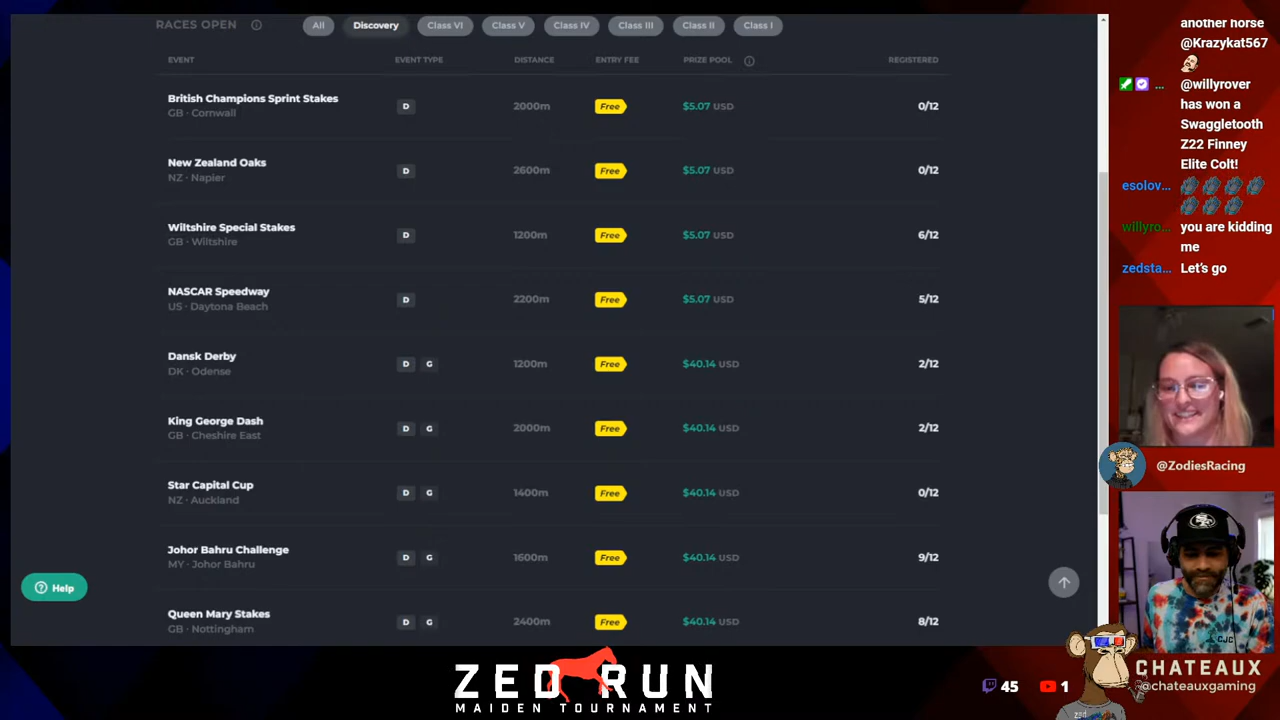 RACES OPEN
All Discovery Class VI Class V Class IV Class III Class II Class I
EVENT EVENT TYPE DISTANCE ENTRY FEE PRIZE POOL REGISTERED
British Champions Sprint Stakes
GB · Cornwall
D 2000m Free $5.07 USD 0/12
New Zealand Oaks
NZ · Napier
D 2600m Free $5.07 USD 0/12
Wiltshire Special Stakes
GB · Wiltshire
D 1200m Free $5.07 USD 6/12
NASCAR Speedway
US · Daytona Beach
D 2200m Free $5.07 USD 5/12
Dansk Derby
DK · Odense
D G 1200m Free $40.14 USD 2/12
King George Dash
GB · Cheshire East
D G 2000m Free $40.14 USD 2/12
Star Capital Cup
NZ · Auckland
D G 1400m Free $40.14 USD 0/12
Johor Bahru Challenge
MY · Johor Bahru
D G 1600m Free $40.14 USD 9/12
Queen Mary Stakes
GB · Nottingham
D G 2400m Free $40.14 USD 8/12
Help
another horse
@Krazykat567
... @willyrover
has won a
Swaggletooth
Z22 Finney
Elite Colt!
esolov...
willyro... you are kidding
me
zedsta... Let's go
@ZodiesRacing
CJC
ZED RUN
MAIDEN TOURNAMENT
45 1
CHATEAUX
@chateauxgaming
zed